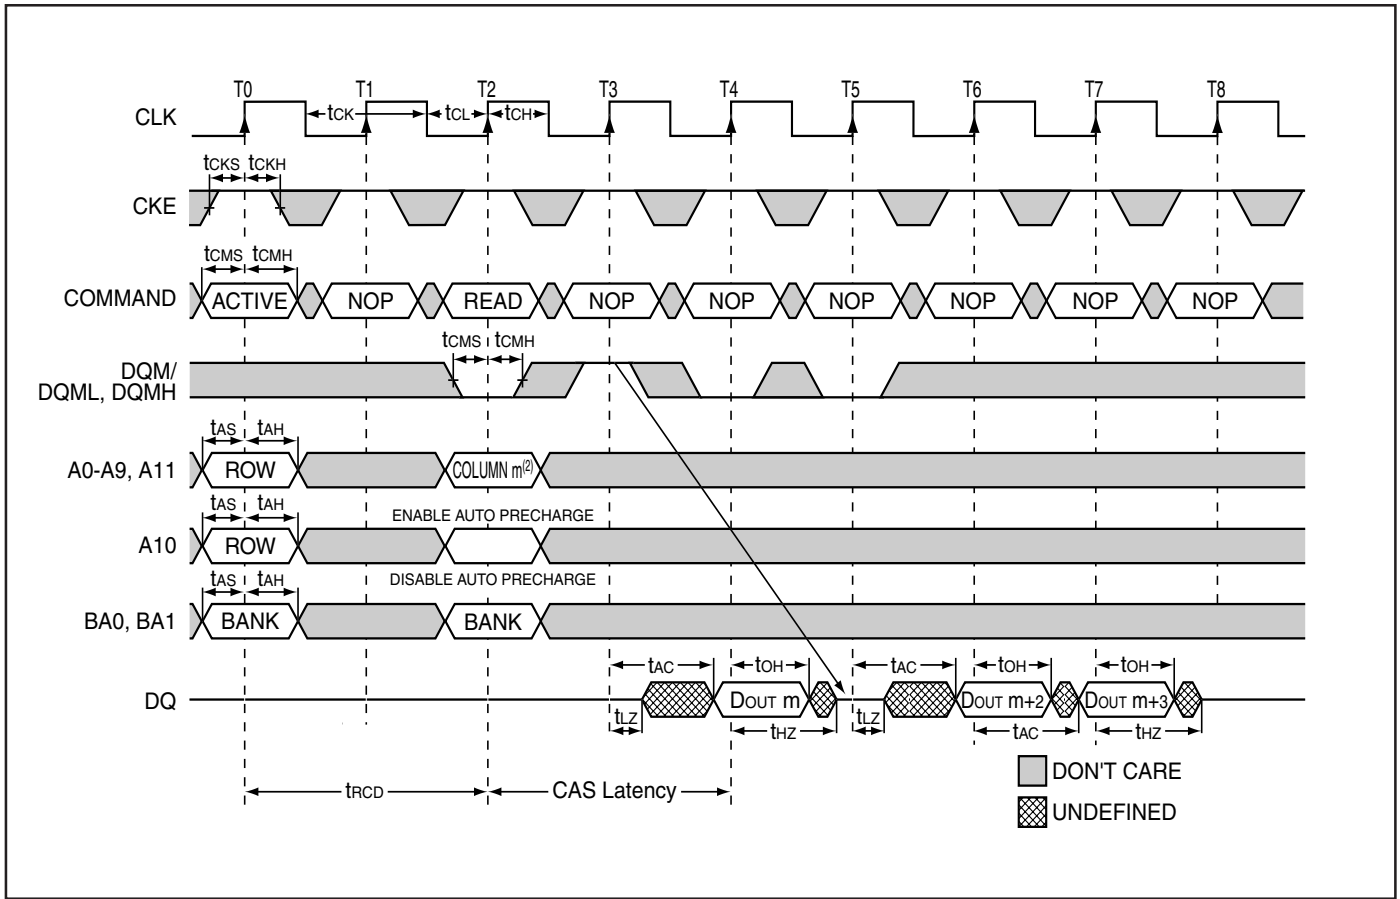 T0 T1 T2 T3 T4 T5 T6 T7 T8
CLK tCK tCL tCH
tCKS tCKH
CKE
tCMS tCMH
COMMAND ACTIVE NOP READ NOP NOP NOP NOP NOP NOP
tCMS tCMH
DQM/
DQML, DQMH
tAS tAH
A0-A9, A11 ROW COLUMN m(2)
tAS tAH ENABLE AUTO PRECHARGE
A10 ROW
tAS tAH DISABLE AUTO PRECHARGE
BA0, BA1 BANK BANK
tAC tOH tAC tOH tOH
DQ DOUT m DOUT m+2 DOUT m+3
tLZ tHZ tLZ tAC tHZ
DON'T CARE
tRCD CAS Latency
UNDEFINED